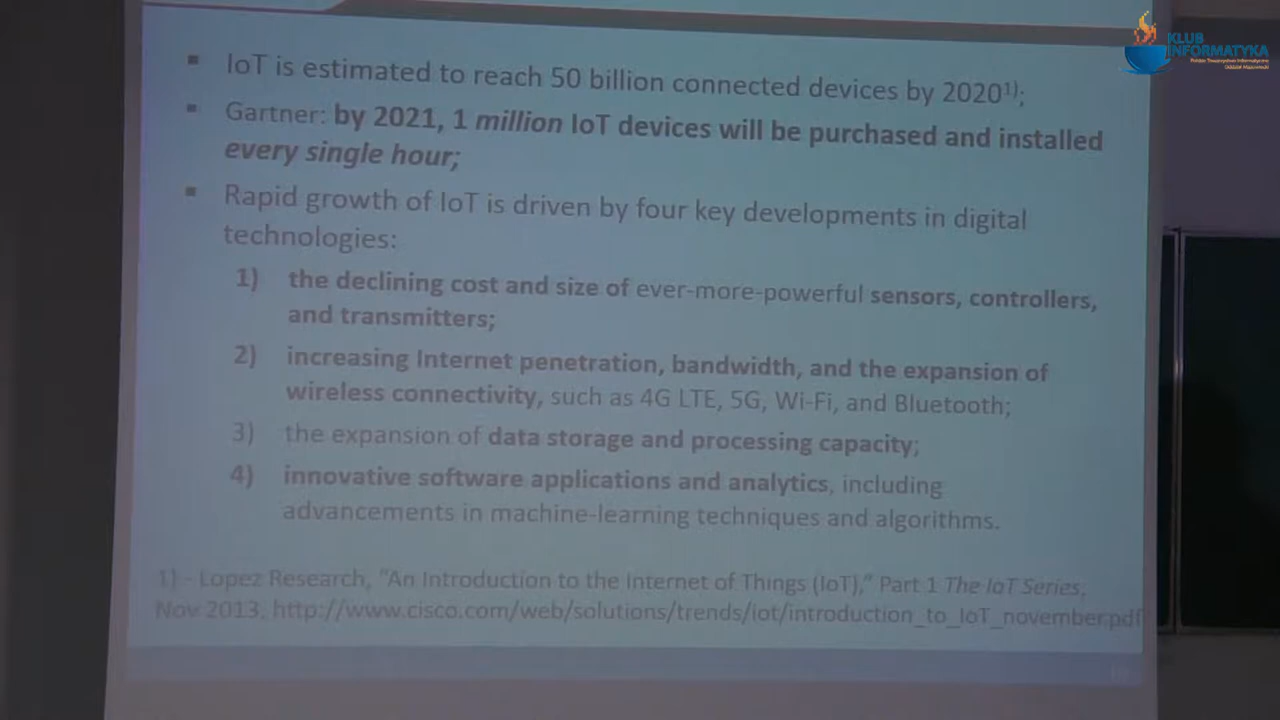 KLUB
INFORMATYKA
Polskie Towarzystwo Informatyczne
Oddział Mazowiecki
▪ IoT is estimated to reach 50 billion connected devices by 2020¹⁾;
▪ Gartner: by 2021, 1 million IoT devices will be purchased and installed
every single hour;
▪ Rapid growth of IoT is driven by four key developments in digital
technologies:
1) the declining cost and size of ever-more-powerful sensors, controllers,
and transmitters;
2) increasing Internet penetration, bandwidth, and the expansion of
wireless connectivity, such as 4G LTE, 5G, Wi-Fi, and Bluetooth;
3) the expansion of data storage and processing capacity;
4) innovative software applications and analytics, including
advancements in machine-learning techniques and algorithms.
1) - Lopez Research, "An Introduction to the Internet of Things (IoT)," Part 1 The IoT Series,
Nov 2013, http://www.cisco.com/web/solutions/trends/iot/introduction_to_IoT_november.pdf